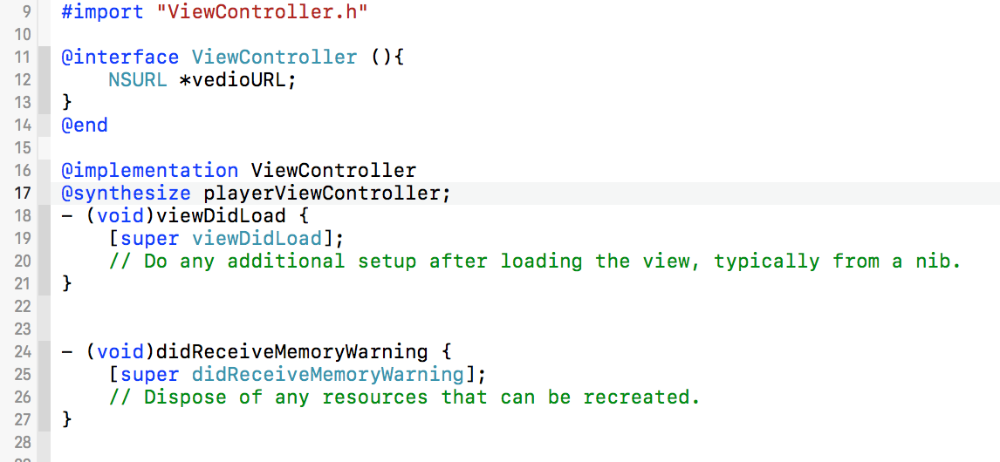 9 #import "ViewController.h"
10
11 @interface ViewController (){
12     NSURL *vedioURL;
13 }
14 @end
15
16 @implementation ViewController
17 @synthesize playerViewController;
18 - (void)viewDidLoad {
19     [super viewDidLoad];
20     // Do any additional setup after loading the view, typically from a nib.
21 }
22
23
24 - (void)didReceiveMemoryWarning {
25     [super didReceiveMemoryWarning];
26     // Dispose of any resources that can be recreated.
27 }
28